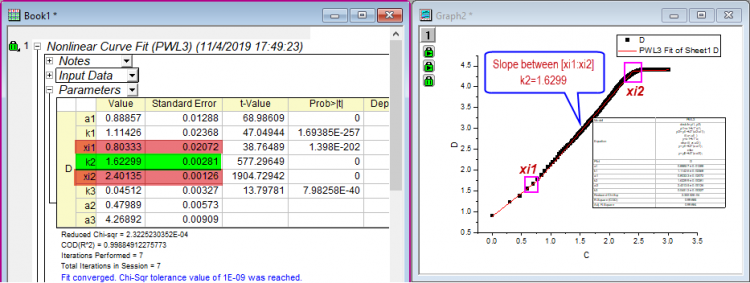 Book1 *
1 Nonlinear Curve Fit (PWL3) (11/4/2019 17:49:23)
Notes
Input Data
Parameters
Value Standard Error t-Value Prob>|t| Dep
D
a1 0.88857 0.01288 68.98609 0
k1 1.11426 0.02368 47.04944 1.69385E-257
xi1 0.80333 0.02072 38.76489 1.398E-202
k2 1.62299 0.00281 577.29649 0
xi2 2.40135 0.00126 1904.72942 0
k3 0.04512 0.00327 13.79781 7.98258E-40
a2 0.47989 0.00573
a3 4.26892 0.00909
Reduced Chi-sqr = 2.3225230352E-04
COD(R^2) = 0.99884912275773
Iterations Performed = 7
Total Iterations in Session = 7
Fit converged. Chi-Sqr tolerance value of 1E-09 was reached.
Graph2 *
1
D
PWL3 Fit of Sheet1 D
Slope between [xi1:xi2]
k2=1.6299
xi2
xi1
4.5
4.0
3.5
3.0
2.5
2.0
1.5
1.0
0.5
D
0.0 0.5 1.0 1.5 2.0 2.5 3.0 3.5
C